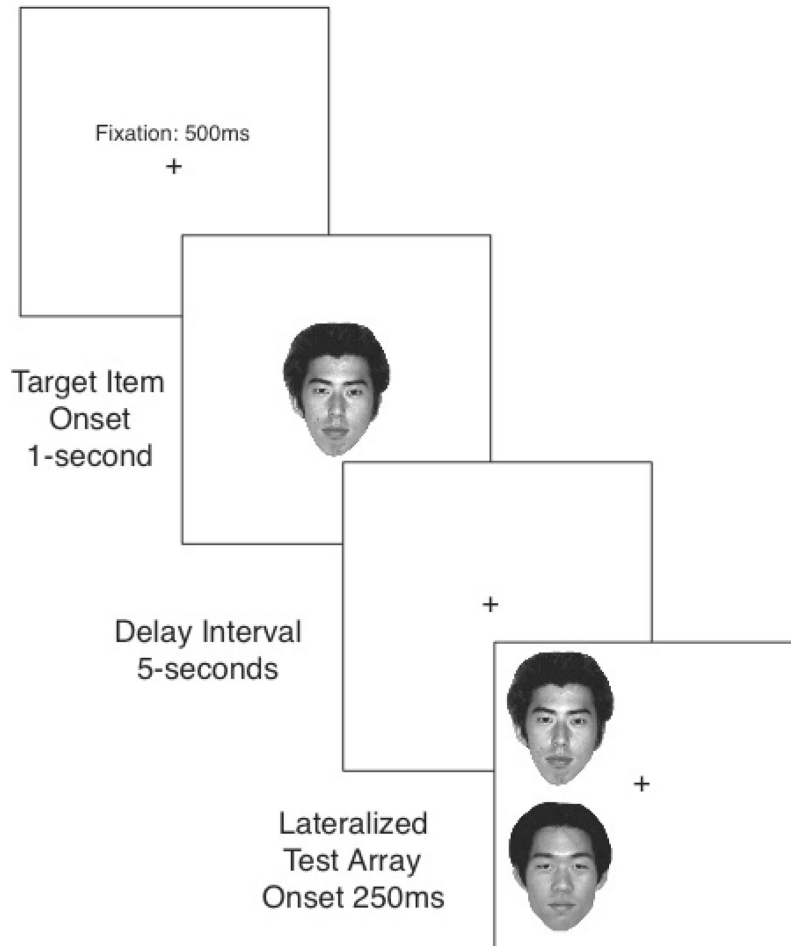 Fixation: 500ms
+
Target Item
Onset
1-second
+
Delay Interval
5-seconds
+
Lateralized
Test Array
Onset 250ms